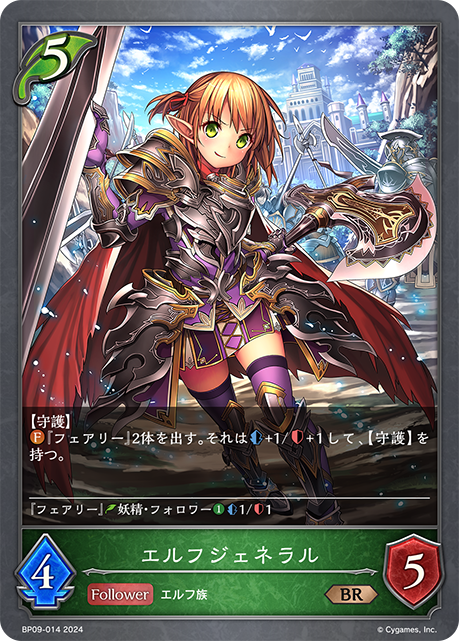 5
【守護】
F 『フェアリー』2体を出す。それは +1/ +1して、【守護】を
持つ。
『フェアリー』 妖精・フォロワー 1 1/ 1
エルフジェネラル
4
Follower エルフ族 BR
5
BP09-014 2024
© Cygames, Inc.